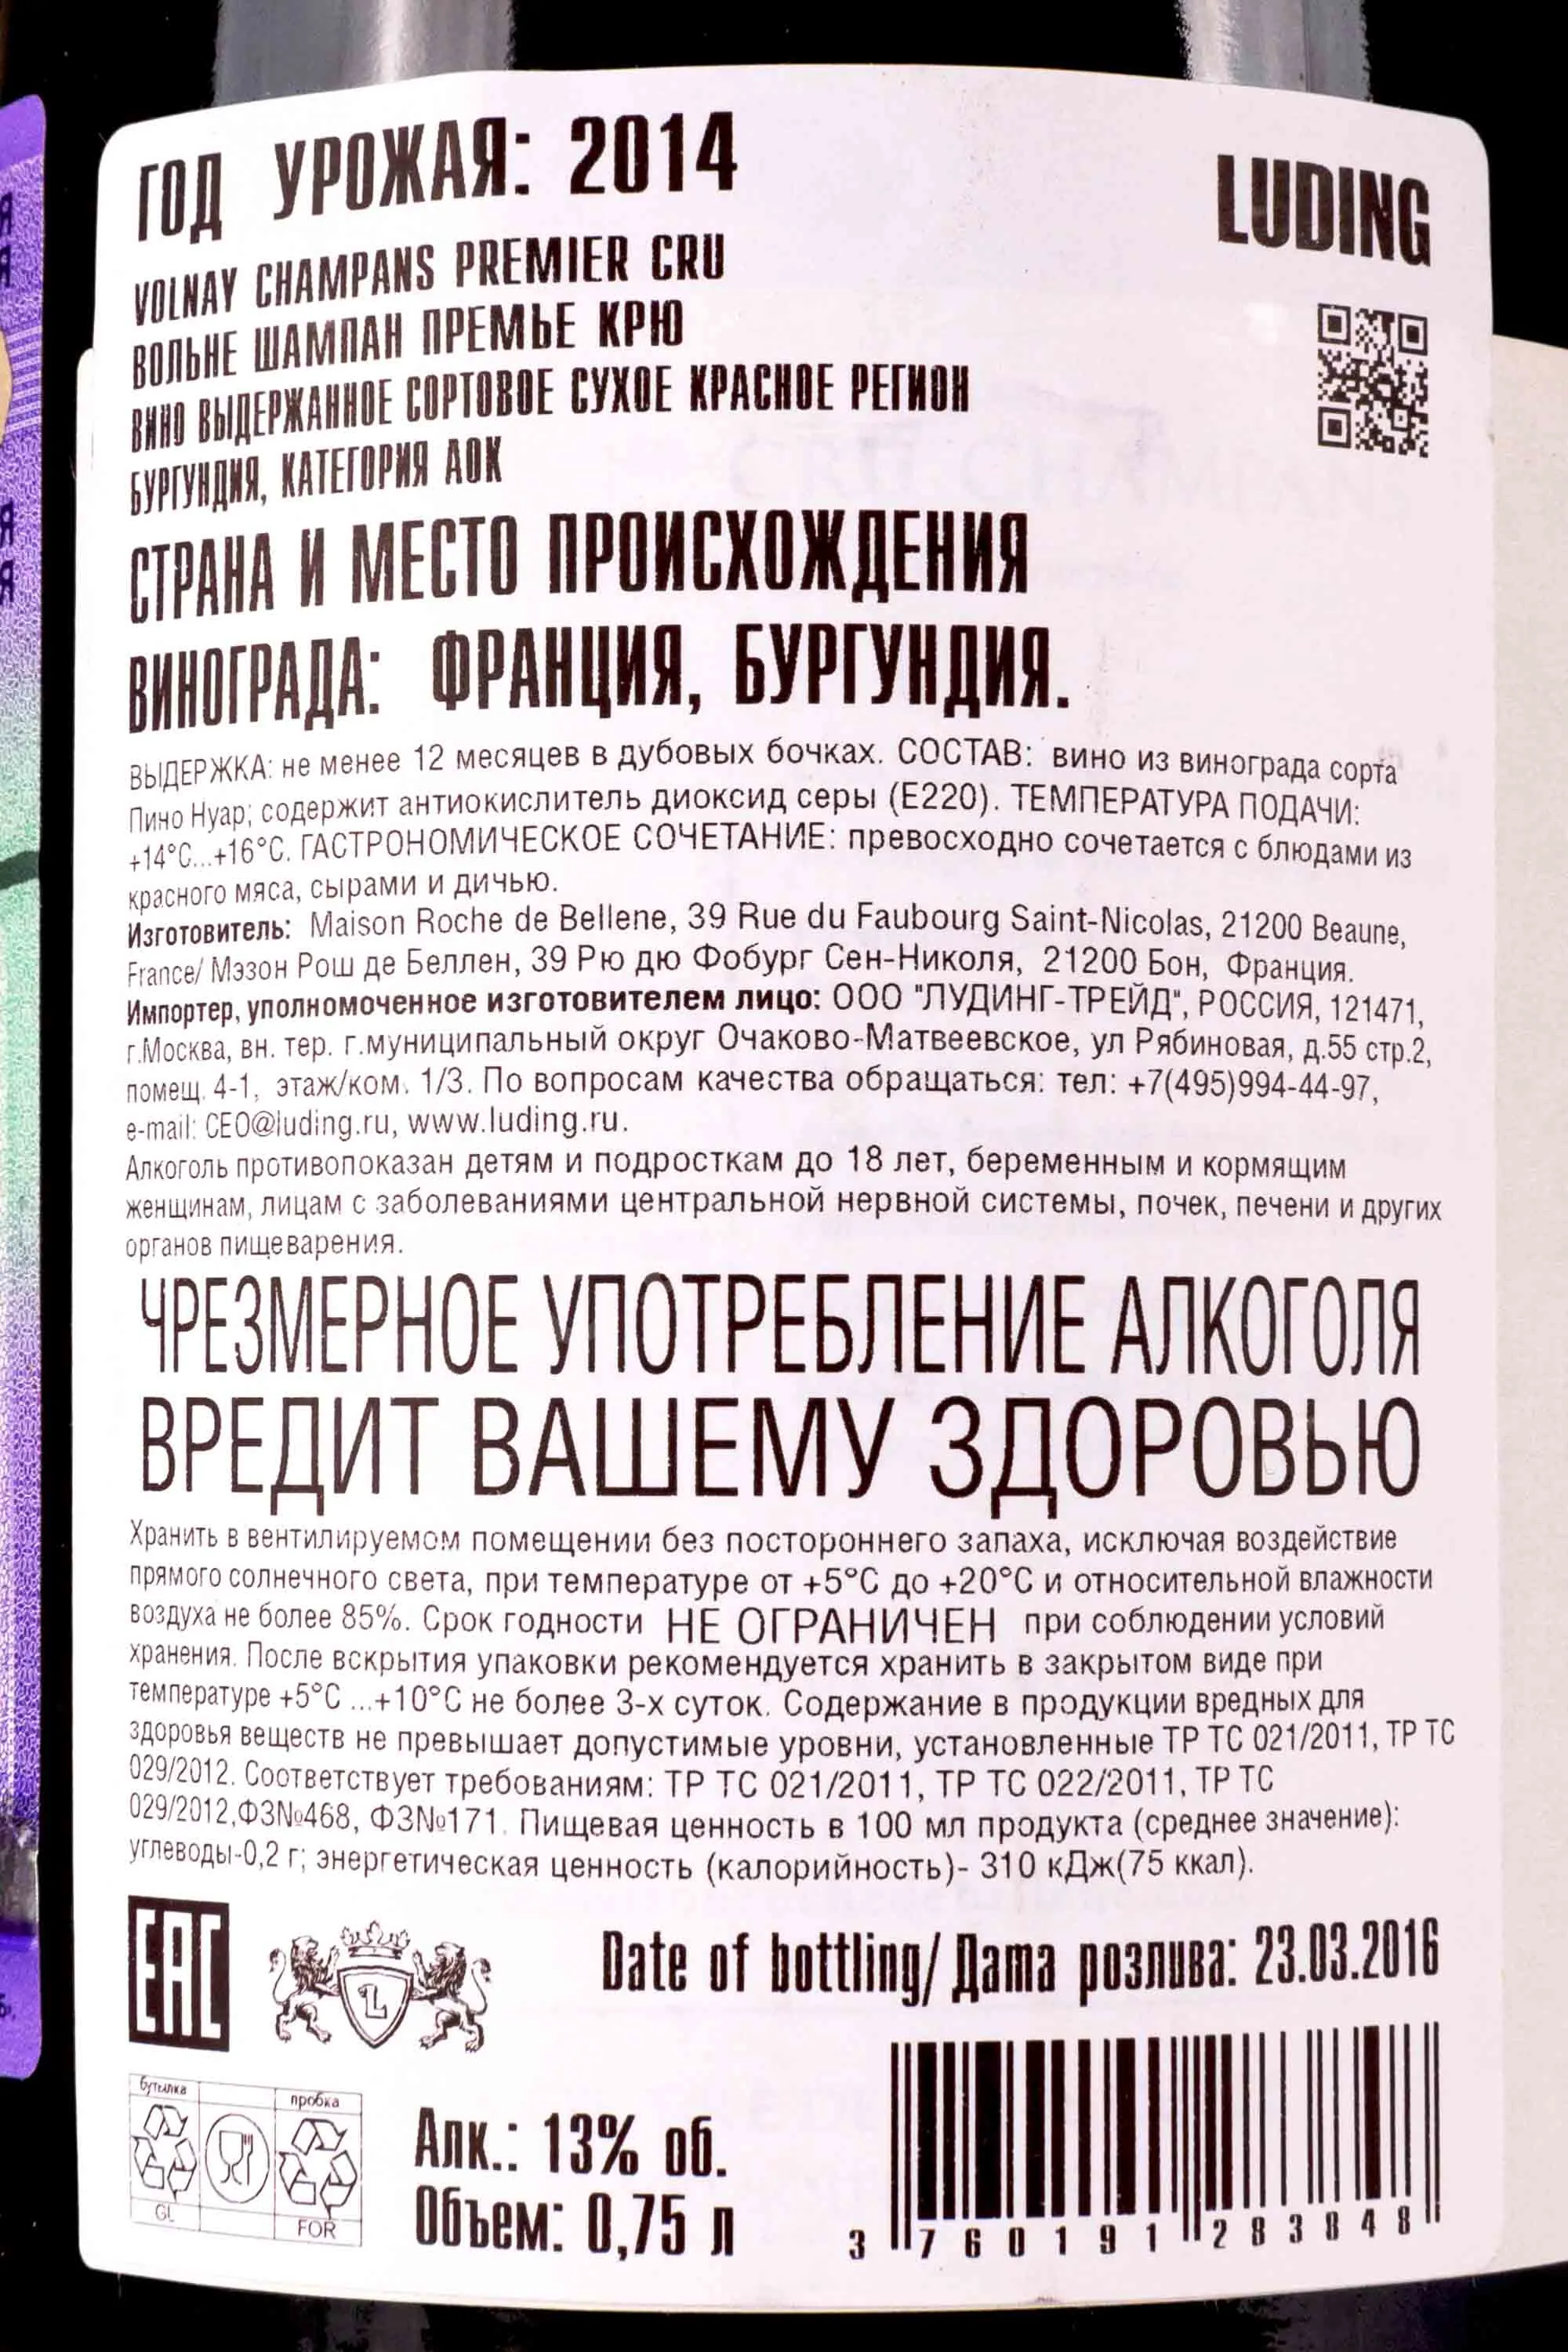 ГОД УРОЖАЯ: 2014
LUDING
VOLNAY CHAMPANS PREMIER CRU
ВОЛЬНЕ ШАМПАН ПРЕМЬЕ КРЮ
ВИНО ВЫДЕРЖАННОЕ СОРТОВОЕ СУХОЕ КРАСНОЕ РЕГИОН
БУРГУНДИЯ, КАТЕГОРИЯ АОК
СТРАНА И МЕСТО ПРОИСХОЖДЕНИЯ
ВИНОГРАДА: ФРАНЦИЯ, БУРГУНДИЯ.
ВЫДЕРЖКА: не менее 12 месяцев в дубовых бочках. СОСТАВ: вино из винограда сорта
Пино Нуар; содержит антиокислитель диоксид серы (Е220). ТЕМПЕРАТУРА ПОДАЧИ:
+14°С...+16°С. ГАСТРОНОМИЧЕСКОЕ СОЧЕТАНИЕ: превосходно сочетается с блюдами из
красного мяса, сырами и дичью.
Изготовитель: Maison Roche de Bellene, 39 Rue du Faubourg Saint-Nicolas, 21200 Beaune,
France/ Мэзон Рош де Беллен, 39 Рю дю Фобург Сен-Николя, 21200 Бон, Франция.
Импортер, уполномоченное изготовителем лицо: ООО "ЛУДИНГ-ТРЕЙД", РОССИЯ, 121471,
г.Москва, вн. тер. г.муниципальный округ Очаково-Матвеевское, ул Рябиновая, д.55 стр.2,
помещ. 4-1, этаж/ком. 1/3. По вопросам качества обращаться: тел: +7(495)994-44-97,
e-mail: CEO@luding.ru, www.luding.ru.
Алкоголь противопоказан детям и подросткам до 18 лет, беременным и кормящим
женщинам, лицам с заболеваниями центральной нервной системы, почек, печени и других
органов пищеварения.
ЧРЕЗМЕРНОЕ УПОТРЕБЛЕНИЕ АЛКОГОЛЯ
ВРЕДИТ ВАШЕМУ ЗДОРОВЬЮ
Хранить в вентилируемом помещении без постороннего запаха, исключая воздействие
прямого солнечного света, при температуре от +5°С до +20°С и относительной влажности
воздуха не более 85%. Срок годности НЕ ОГРАНИЧЕН при соблюдении условий
хранения. После вскрытия упаковки рекомендуется хранить в закрытом виде при
температуре +5°С ...+10°С не более 3-х суток. Содержание в продукции вредных для
здоровья веществ не превышает допустимые уровни, установленные ТР ТС 021/2011, ТР ТС
029/2012. Соответствует требованиям: ТР ТС 021/2011, ТР ТС 022/2011, ТР ТС
029/2012,ФЗ№468, ФЗ№171. Пищевая ценность в 100 мл продукта (среднее значение):
углеводы-0,2 г; энергетическая ценность (калорийность)- 310 кДж(75 ккал).
EAC
L
Date of bottling/ Дата розлива: 23.03.2016
бутылка
пробка
GL
FOR
Алк.: 13% об.
Объем: 0,75 л
3 760191 283848